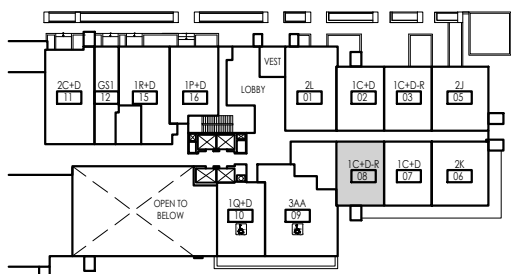 2C+D
11
GS1
12
1R+D
15
1P+D
16
VEST
LOBBY
2L
01
1C+D
02
1C+D-R
03
2J
05
1C+D-R
08
1C+D
07
2K
06
OPEN TO
BELOW
1Q+D
10
3AA
09